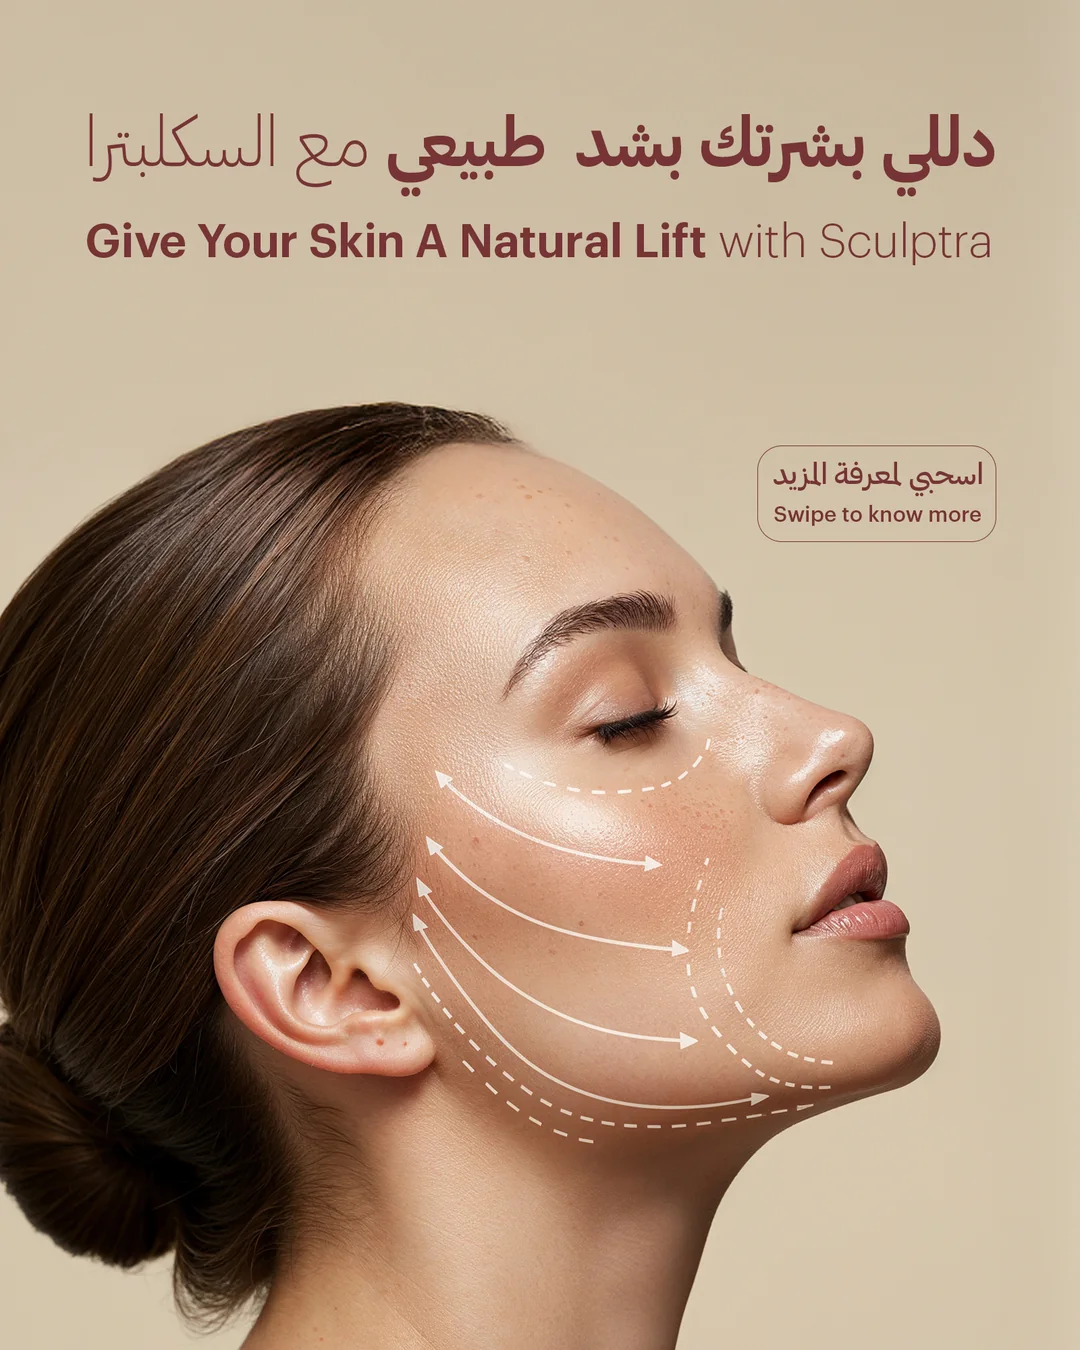 دللي بشرتك بشد طبيعي مع السكلبترا
Give Your Skin A Natural Lift with Sculptra
اسحبي لمعرفة المزيد
Swipe to know more